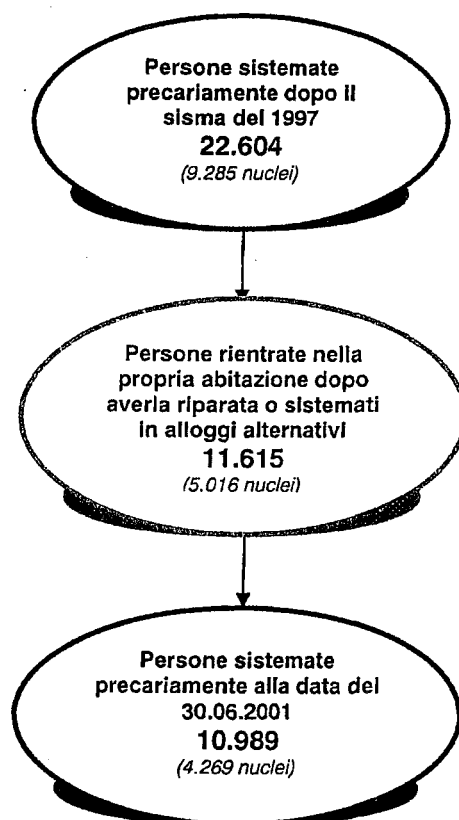 Persone sistemate
precariamente dopo il
sisma del 1997
22.604
(9.285 nuclei)
Persone rientrate nella
propria abitazione dopo
averla riparata o sistemati
in alloggi alternativi
11.615
(5.016 nuclei)
Persone sistemate
precariamente alla data del
30.06.2001
10.989
(4.269 nuclei)